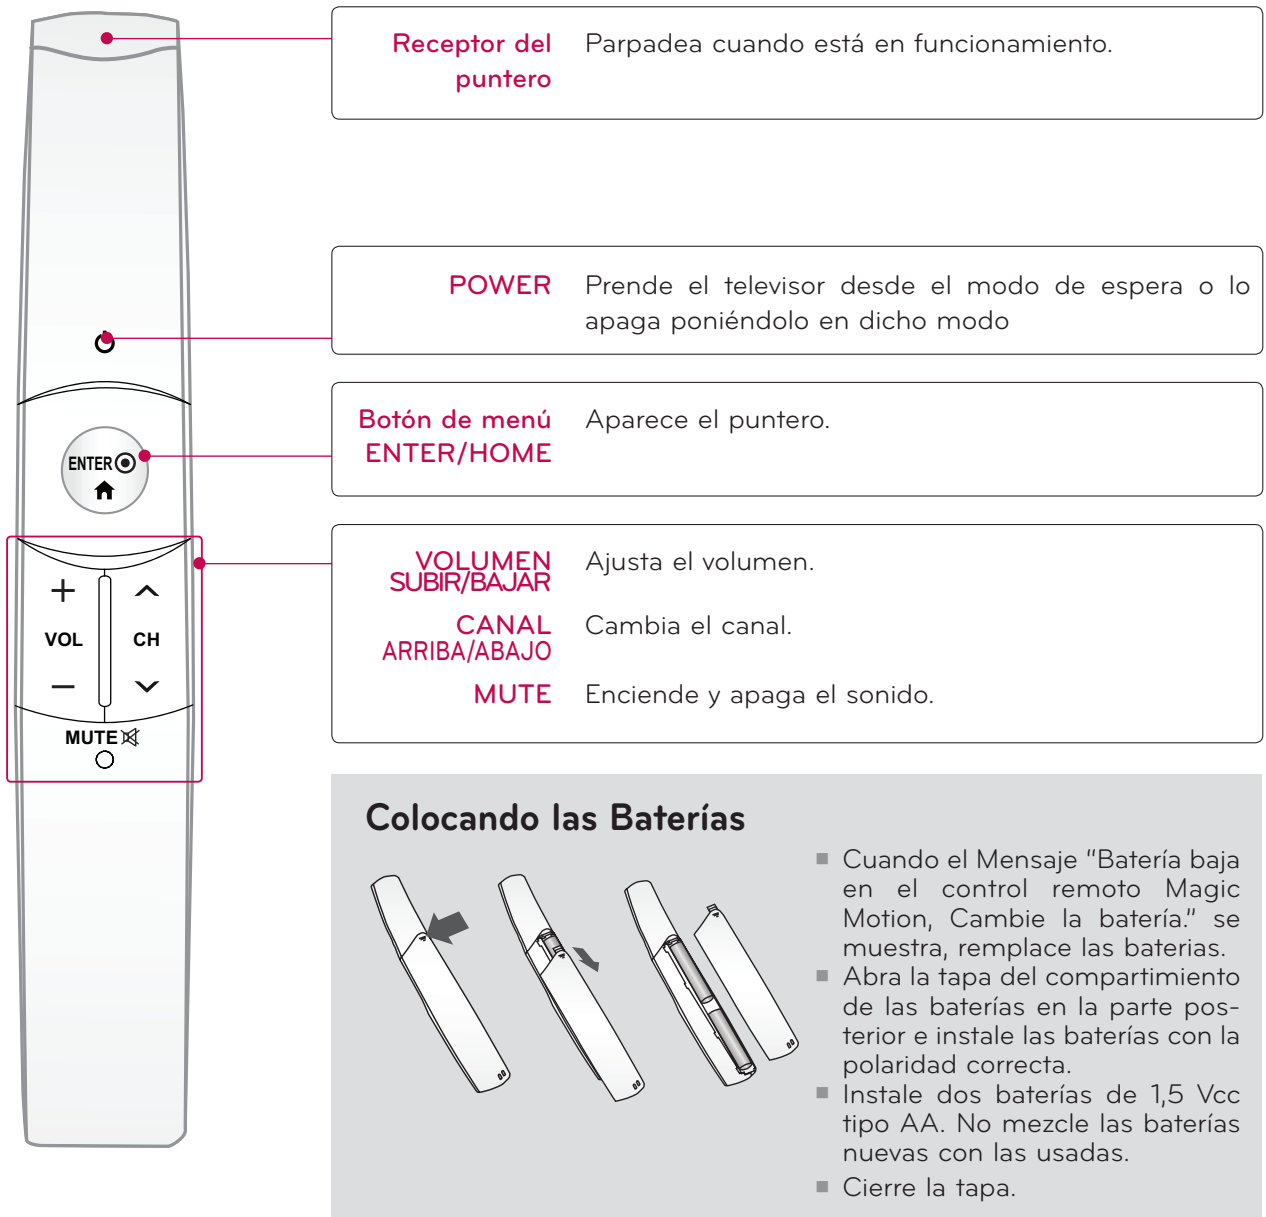 Receptor del
puntero
Parpadea cuando está en funcionamiento.
POWER
Prende el televisor desde el modo de espera o lo
apaga poniéndolo en dicho modo
Botón de menú
ENTER/HOME
Aparece el puntero.
ENTER
VOLUMEN
SUBIR/BAJAR
Ajusta el volumen.
CANAL
ARRIBA/ABAJO
Cambia el canal.
MUTE
Enciende y apaga el sonido.
+
VOL
−
CH
MUTE
Colocando las Baterías
■ Cuando el Mensaje "Batería baja
en el control remoto Magic
Motion, Cambie la batería." se
muestra, remplace las baterias.
■ Abra la tapa del compartimiento
de las baterías en la parte pos-
terior e instale las baterías con la
polaridad correcta.
■ Instale dos baterías de 1,5 Vcc
tipo AA. No mezcle las baterías
nuevas con las usadas.
■ Cierre la tapa.